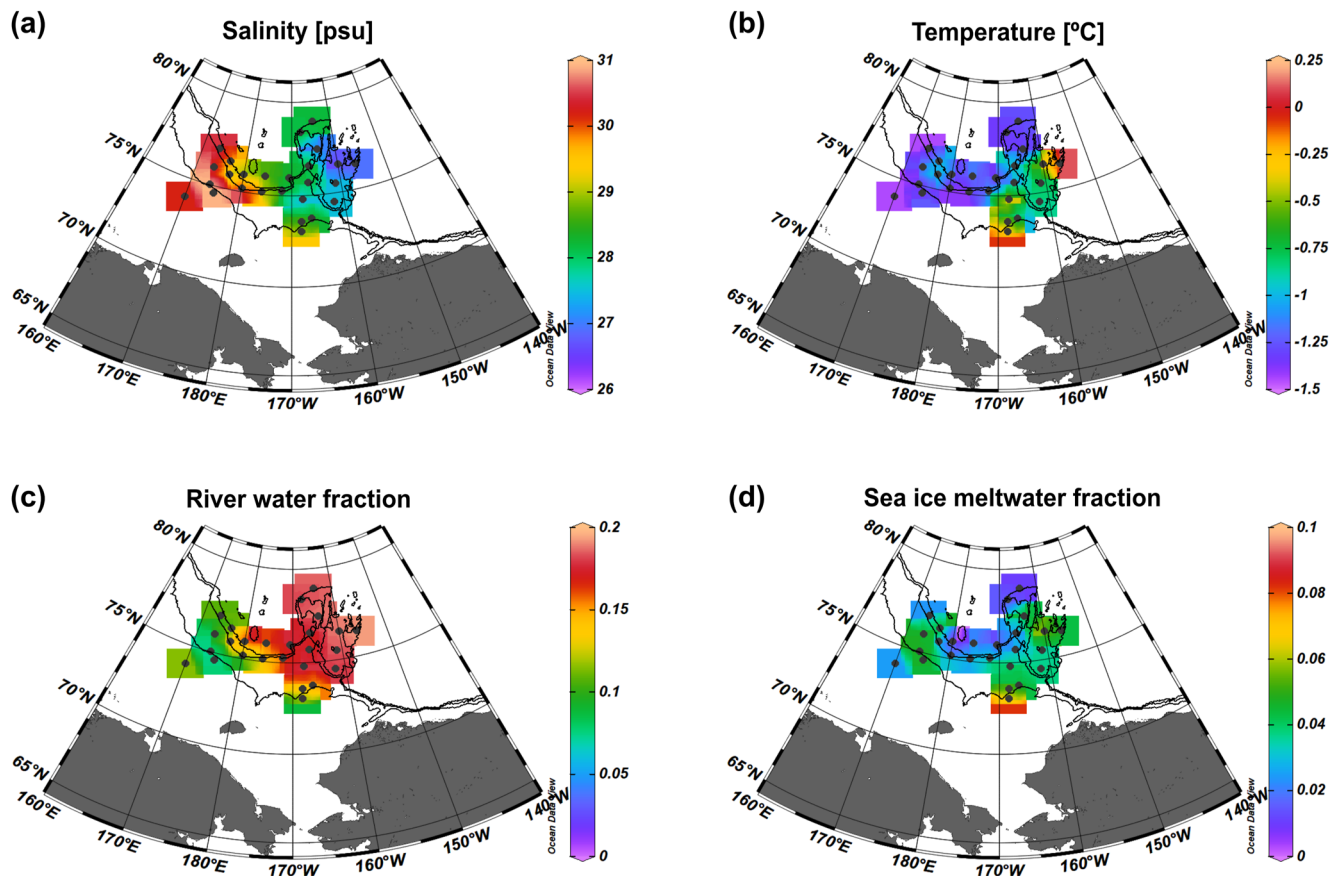 (a)
Salinity [psu]
80°N
75°N
70°N
65°N
160°E
170°E
180°E
170°W
160°W
150°W
140°W
31
30
29
28
27
26
Ocean Data View
(b)
Temperature [ºC]
80°N
75°N
70°N
65°N
160°E
170°E
180°E
170°W
160°W
150°W
140°W
0.25
0
-0.25
-0.5
-0.75
-1
-1.25
-1.5
Ocean Data View
(c)
River water fraction
80°N
75°N
70°N
65°N
160°E
170°E
180°E
170°W
160°W
150°W
140°W
0.2
0.15
0.1
0.05
0
Ocean Data View
(d)
Sea ice meltwater fraction
80°N
75°N
70°N
65°N
160°E
170°E
180°E
170°W
160°W
150°W
140°W
0.1
0.08
0.06
0.04
0.02
0
Ocean Data View